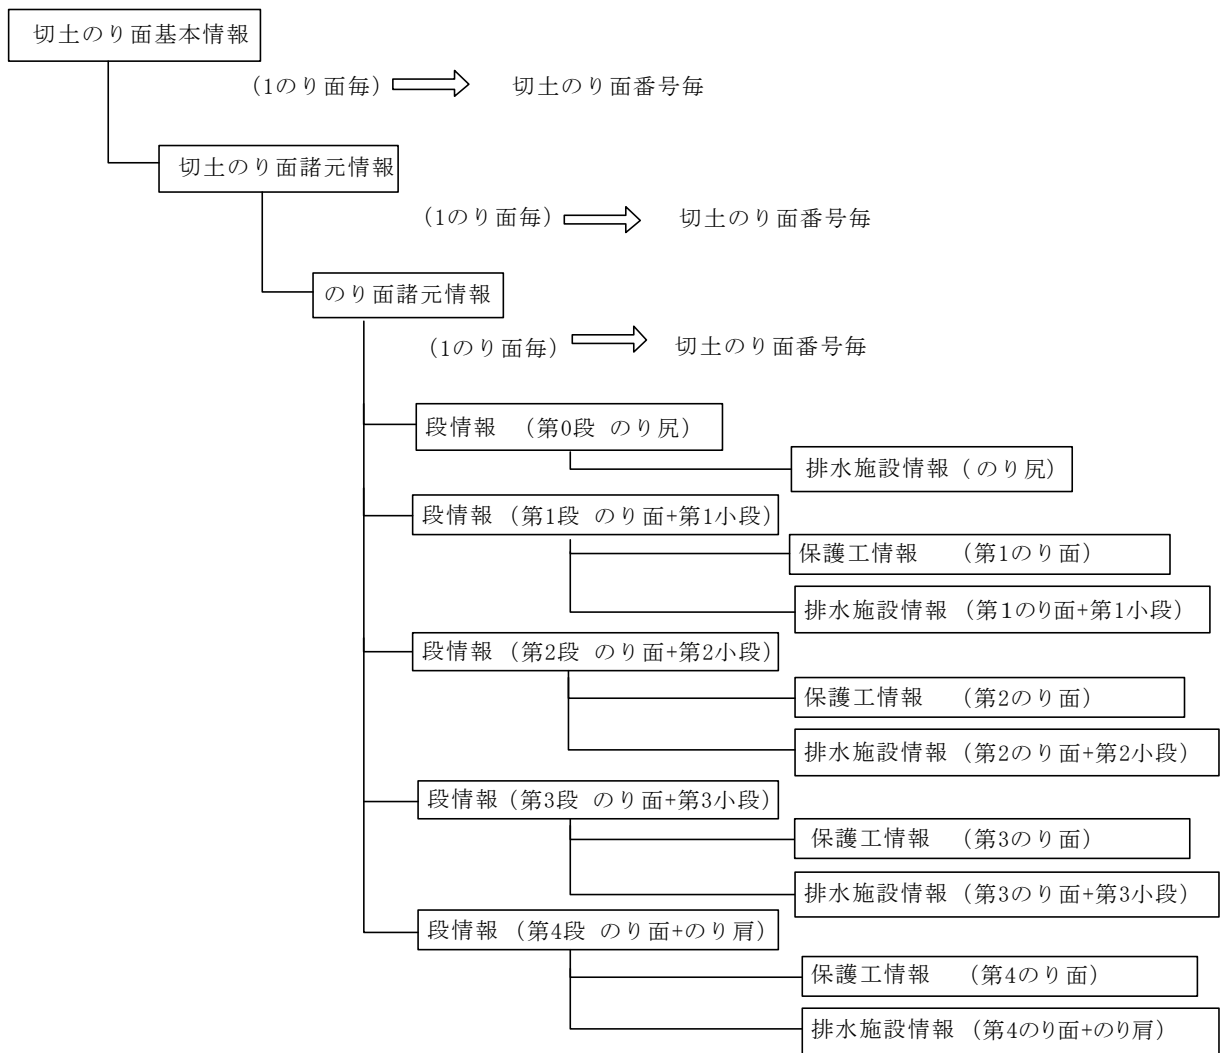 切土のり面基本情報
(1のり面毎) 切土のり面番号毎
切土のり面諸元情報
(1のり面毎) 切土のり面番号毎
のり面諸元情報
(1のり面毎) 切土のり面番号毎
段情報 (第0段 のり尻)
排水施設情報 (のり尻)
段情報 (第1段 のり面+第1小段)
保護工情報 (第1のり面)
排水施設情報 (第1のり面+第1小段)
段情報 (第2段 のり面+第2小段)
保護工情報 (第2のり面)
排水施設情報 (第2のり面+第2小段)
段情報 (第3段 のり面+第3小段)
保護工情報 (第3のり面)
排水施設情報 (第3のり面+第3小段)
段情報 (第4段 のり面+のり肩)
保護工情報 (第4のり面)
排水施設情報 (第4のり面+のり肩)